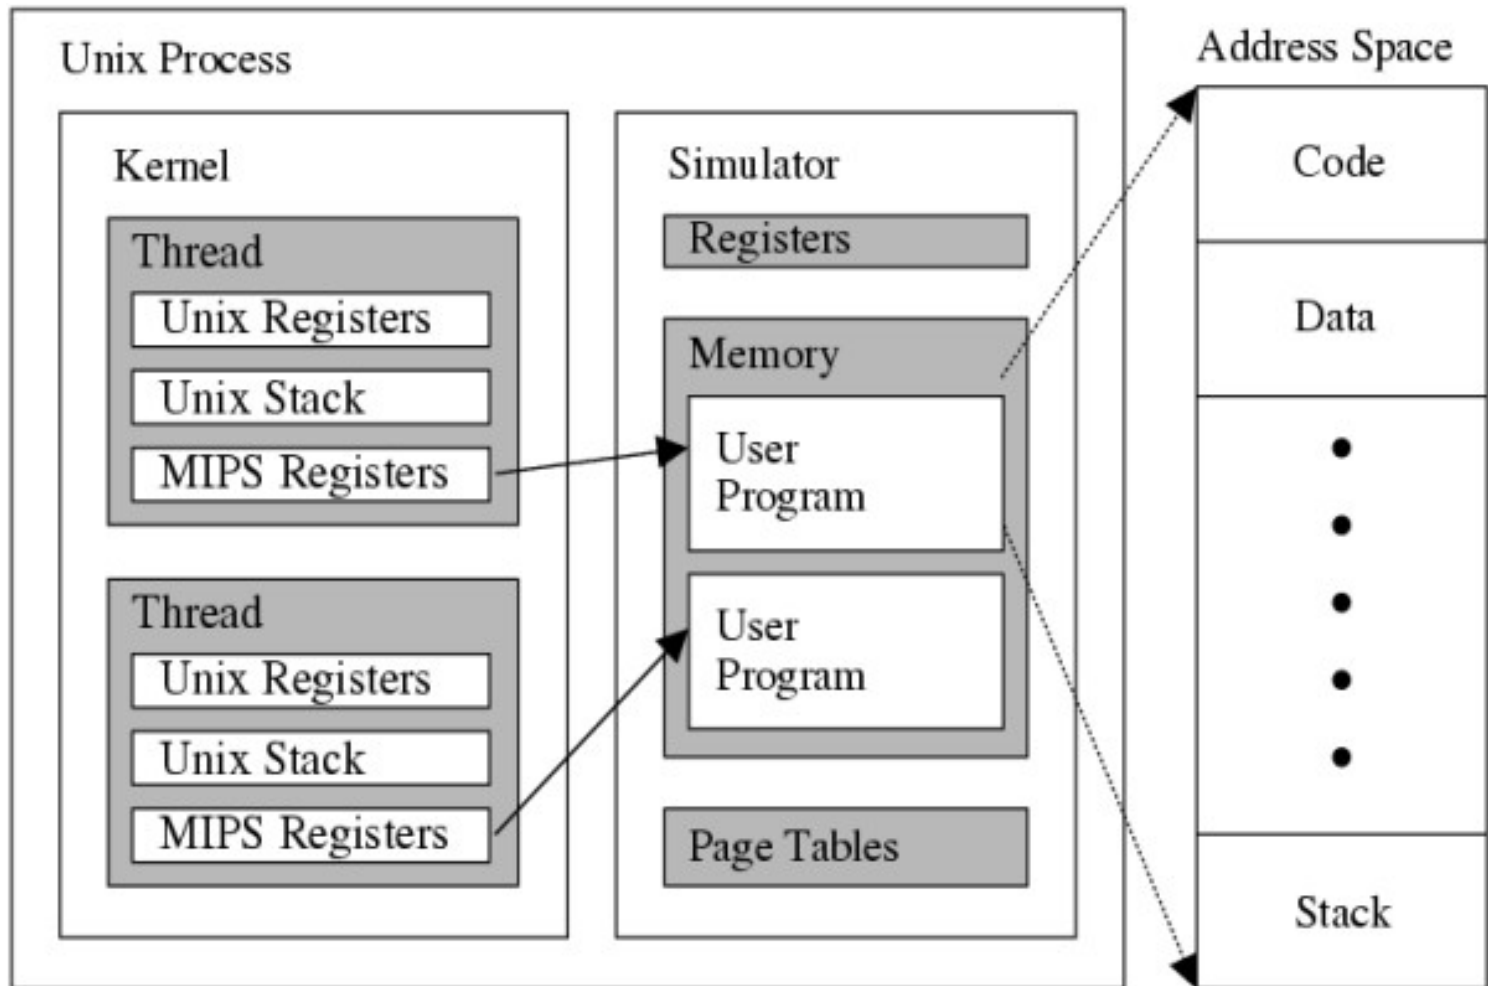 Unix Process
Kernel
Thread
Unix Registers
Unix Stack
MIPS Registers
Thread
Unix Registers
Unix Stack
MIPS Registers
Simulator
Registers
Memory
User
Program
User
Program
Page Tables
Address Space
Code
Data
Stack